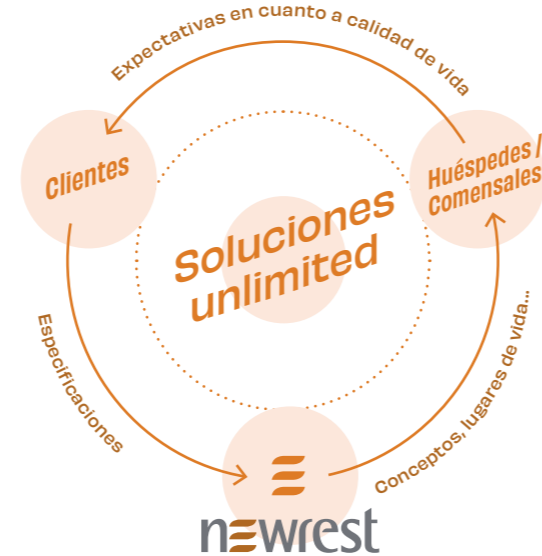 Expectativas en cuanto a calidad de vida
Clientes
Huéspedes /
Comensales
Soluciones
unlimited
Especificaciones
Conceptos, lugares de vida...
newrest